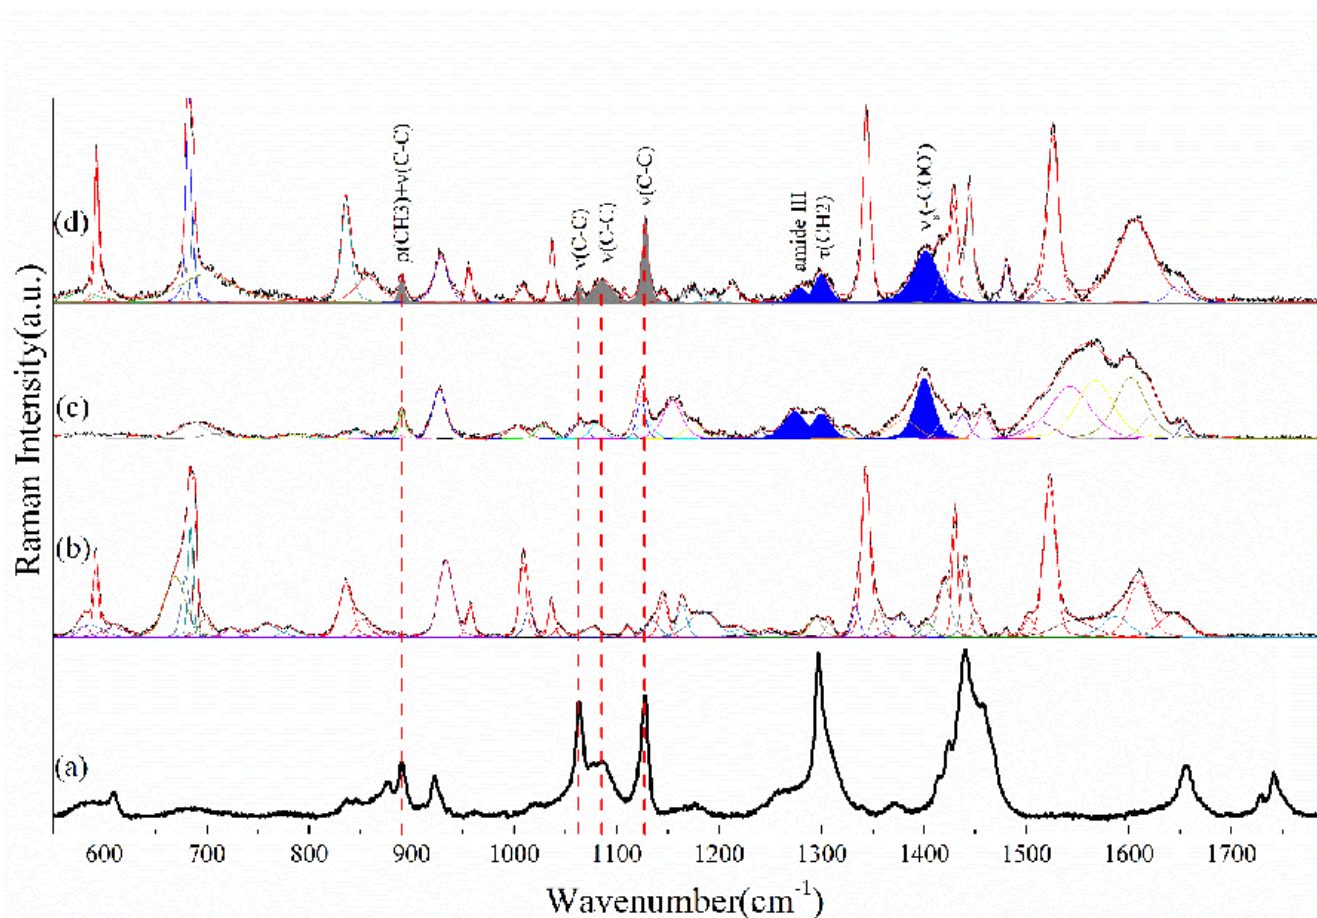 Raman Intensity(a.u.)
(d)
(c)
(b)
(a)
ρ(CH3)+ν(C-C)
ν(C-C)
ν(C-C)
ν(C-C)
amide III
τ(CH2)
νs(-COO⁻)
600 700 800 900 1000 1100 1200 1300 1400 1500 1600 1700
Wavenumber(cm⁻¹)